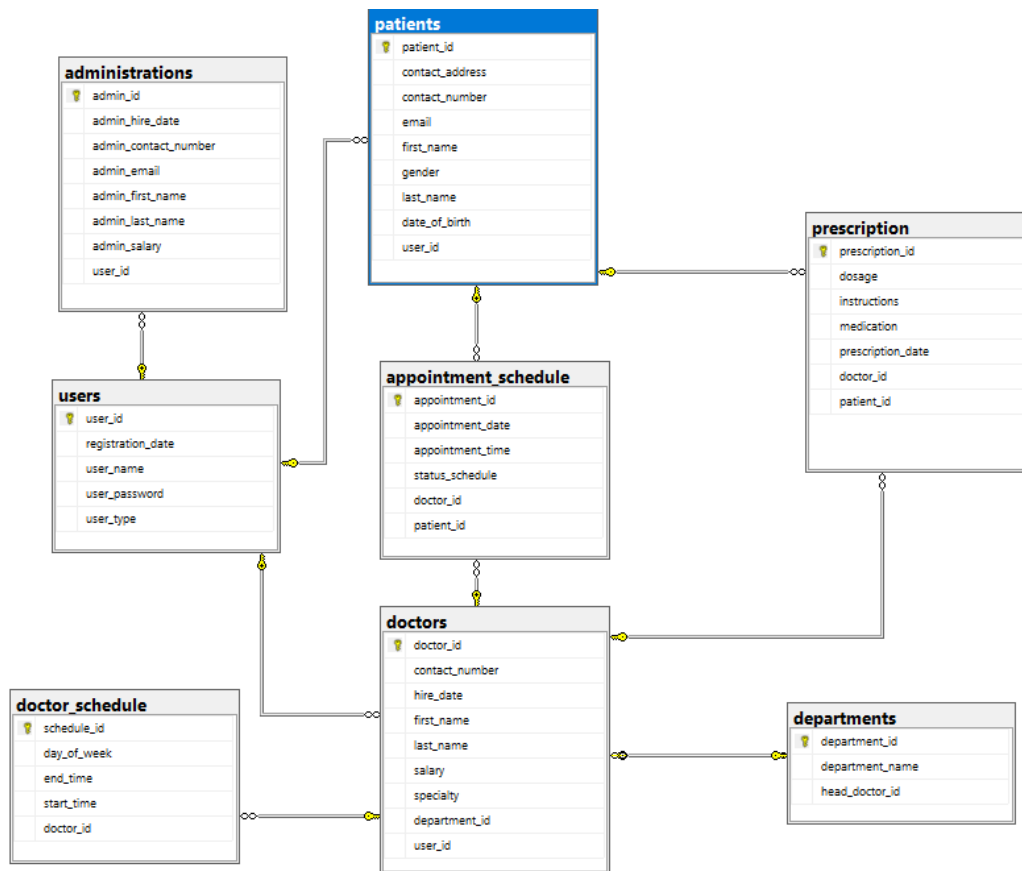 patients
patient_id
contact_address
contact_number
email
first_name
gender
last_name
date_of_birth
user_id
administrations
admin_id
admin_hire_date
admin_contact_number
admin_email
admin_first_name
admin_last_name
admin_salary
user_id
prescription
prescription_id
dosage
instructions
medication
prescription_date
doctor_id
patient_id
users
user_id
registration_date
user_name
user_password
user_type
appointment_schedule
appointment_id
appointment_date
appointment_time
status_schedule
doctor_id
patient_id
doctors
doctor_id
contact_number
hire_date
first_name
last_name
salary
specialty
department_id
user_id
doctor_schedule
schedule_id
day_of_week
end_time
start_time
doctor_id
departments
department_id
department_name
head_doctor_id